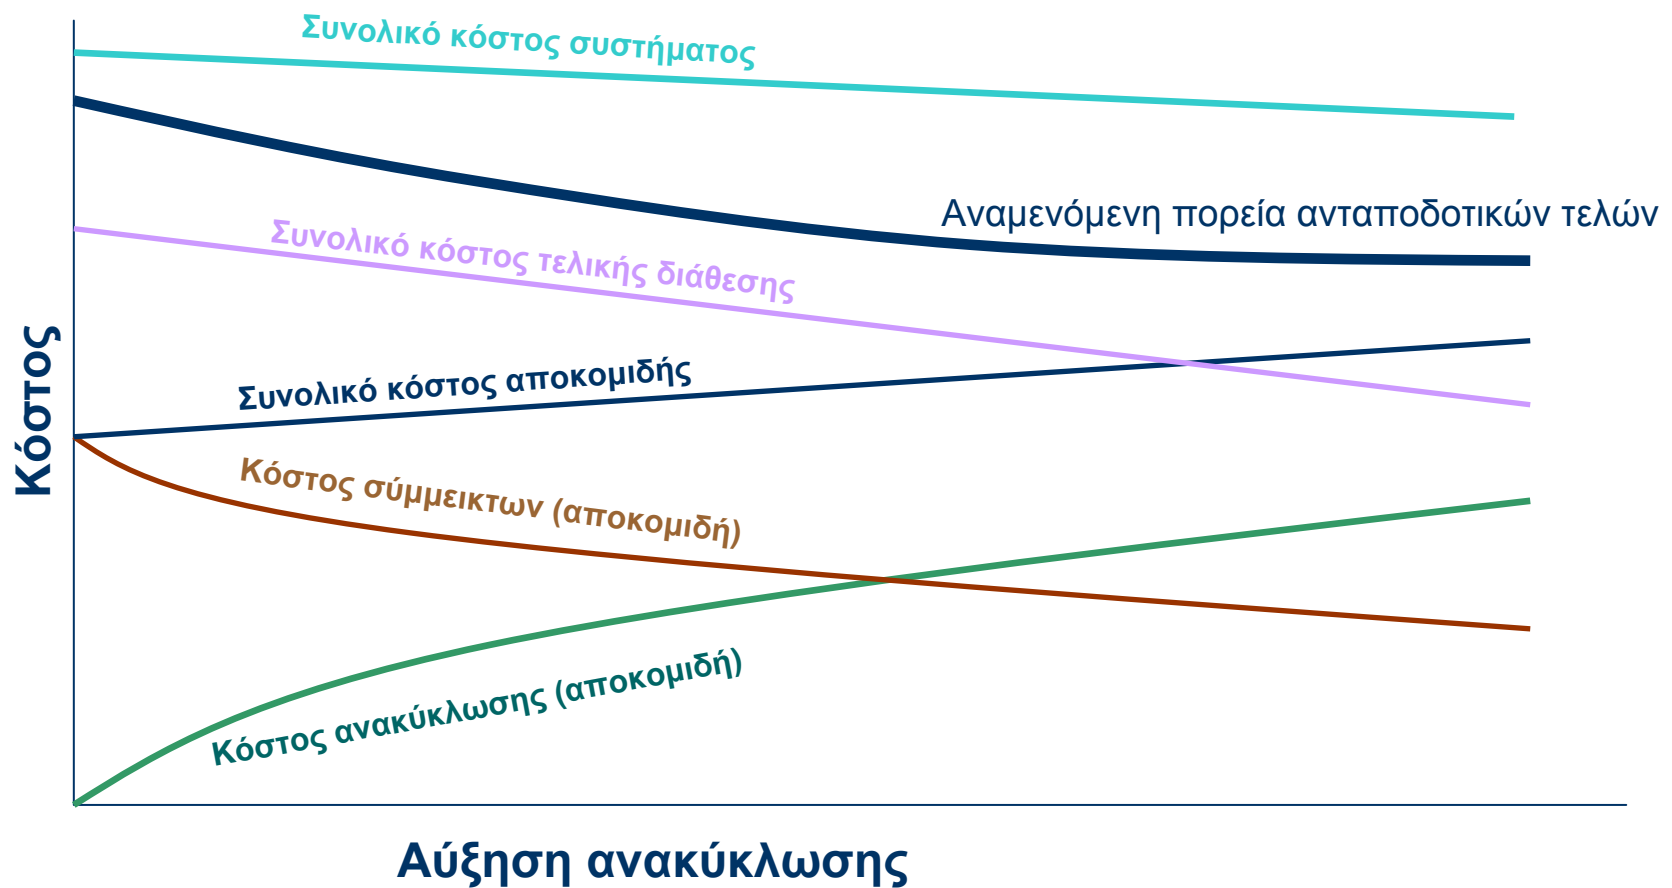 Συνολικό κόστος συστήματος
Αναμενόμενη πορεία ανταποδοτικών τελών
Συνολικό κόστος τελικής διάθεσης
Κόστος
Συνολικό κόστος αποκομιδής
Κόστος σύμμεικτων (αποκομιδή)
Κόστος ανακύκλωσης (αποκομιδή)
Αύξηση ανακύκλωσης